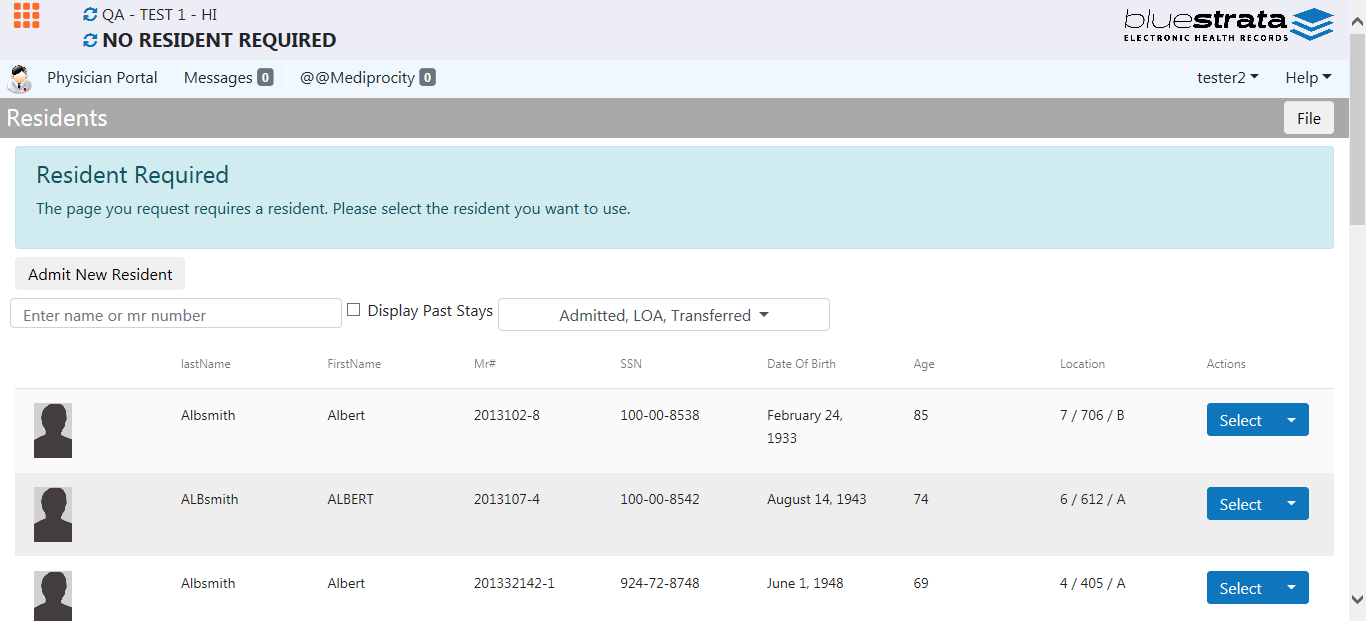 QA - TEST 1 - HI
NO RESIDENT REQUIRED
bluestrata
ELECTRONIC HEALTH RECORDS
Physician Portal Messages 0 @@Mediprocity 0 tester2 Help
Residents File
Resident Required
The page you request requires a resident. Please select the resident you want to use.
Admit New Resident
Enter name or mr number Display Past Stays Admitted, LOA, Transferred
lastName FirstName Mr# SSN Date Of Birth Age Location Actions
Albsmith Albert 2013102-8 100-00-8538 February 24, 85 7 / 706 / B Select
1933
ALBsmith ALBERT 2013107-4 100-00-8542 August 14, 1943 74 6 / 612 / A Select
Albsmith Albert 201332142-1 924-72-8748 June 1, 1948 69 4 / 405 / A Select